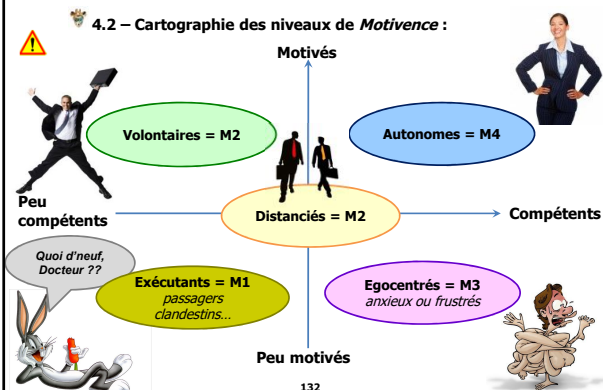 4.2 – Cartographie des niveaux de Motivence :
Motivés
Volontaires = M2
Autonomes = M4
Peu
compétents
Distanciés = M2
Compétents
Quoi d'neuf,
Docteur ??
Exécutants = M1
passagers
clandestins...
Egocentrés = M3
anxieux ou frustrés
Peu motivés
132